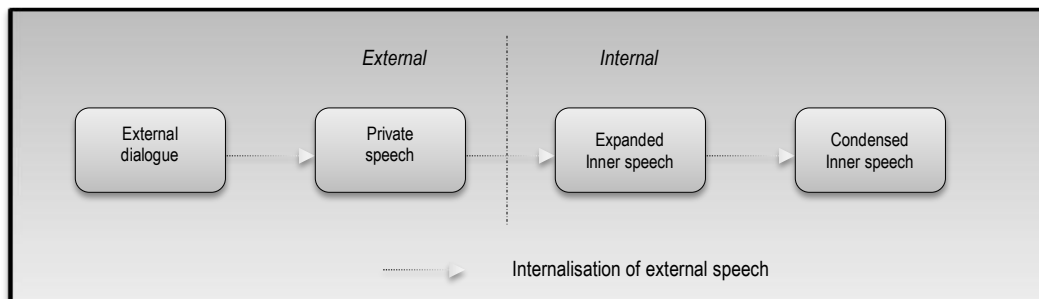 External
Internal
External
dialogue
Private
speech
Expanded
Inner speech
Condensed
Inner speech
Internalisation of external speech